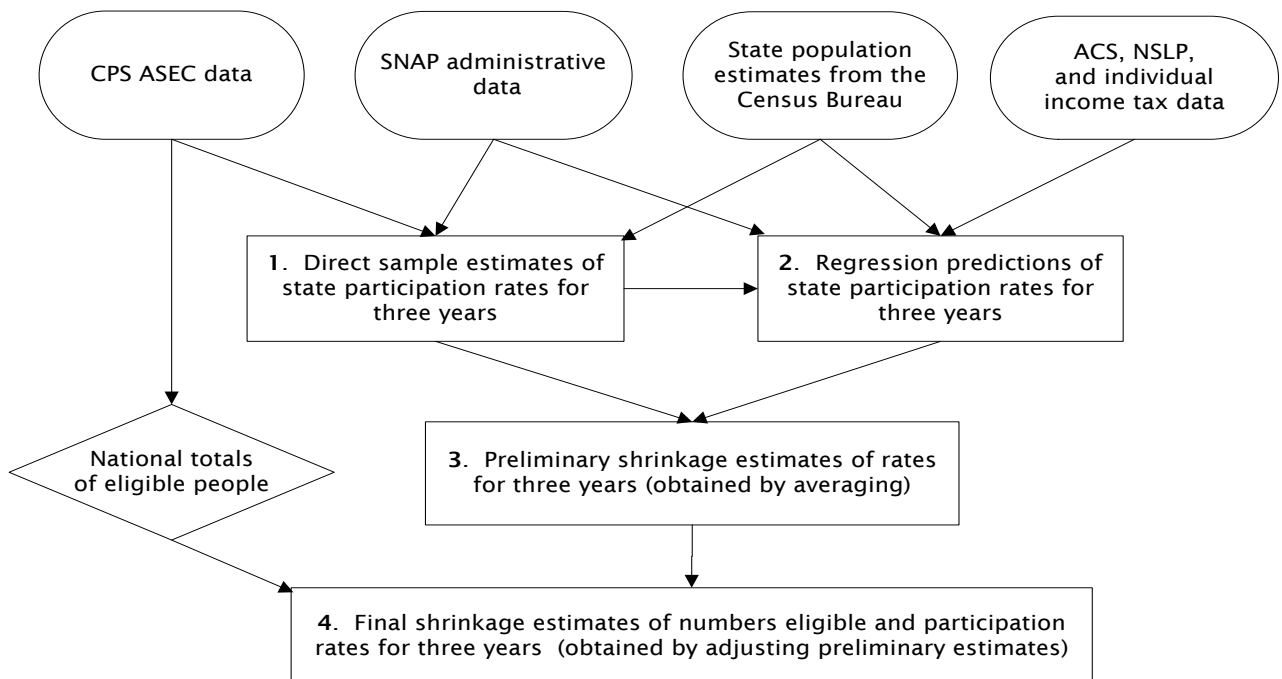 CPS ASEC data
SNAP administrative
data
State population
estimates from the
Census Bureau
ACS, NSLP,
and individual
income tax data
1. Direct sample estimates of
state participation rates for
three years
2. Regression predictions of
state participation rates for
three years
National totals
of eligible people
3. Preliminary shrinkage estimates of rates
for three years (obtained by averaging)
4. Final shrinkage estimates of numbers eligible and participation
rates for three years (obtained by adjusting preliminary estimates)